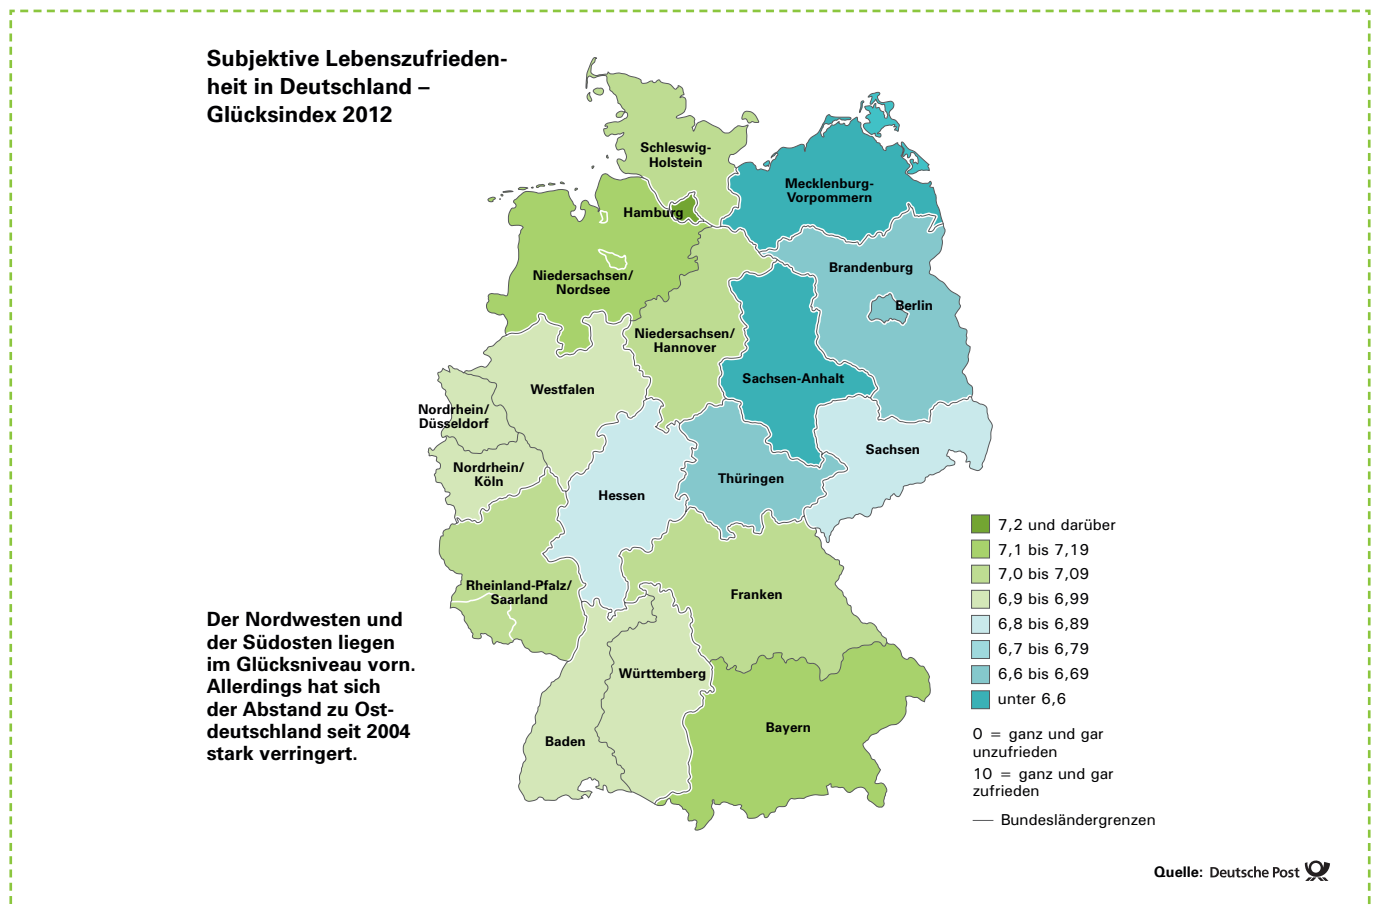 Subjektive Lebenszufrieden-
heit in Deutschland –
Glücksindex 2012
Schleswig-
Holstein
Mecklenburg-
Vorpommern
Hamburg
Brandenburg
Niedersachsen/
Nordsee
Berlin
Niedersachsen/
Hannover
Sachsen-Anhalt
Westfalen
Nordrhein/
Düsseldorf
Sachsen
Nordrhein/
Köln
Thüringen
Hessen
Rheinland-Pfalz/
Saarland
Franken
Württemberg
Bayern
Baden
7,2 und darüber
7,1 bis 7,19
7,0 bis 7,09
6,9 bis 6,99
6,8 bis 6,89
6,7 bis 6,79
6,6 bis 6,69
unter 6,6
0 = ganz und gar
unzufrieden
10 = ganz und gar
zufrieden
Bundesländergrenzen
Der Nordwesten und
der Südosten liegen
im Glücksniveau vorn.
Allerdings hat sich
der Abstand zu Ost-
deutschland seit 2004
stark verringert.
Quelle: Deutsche Post